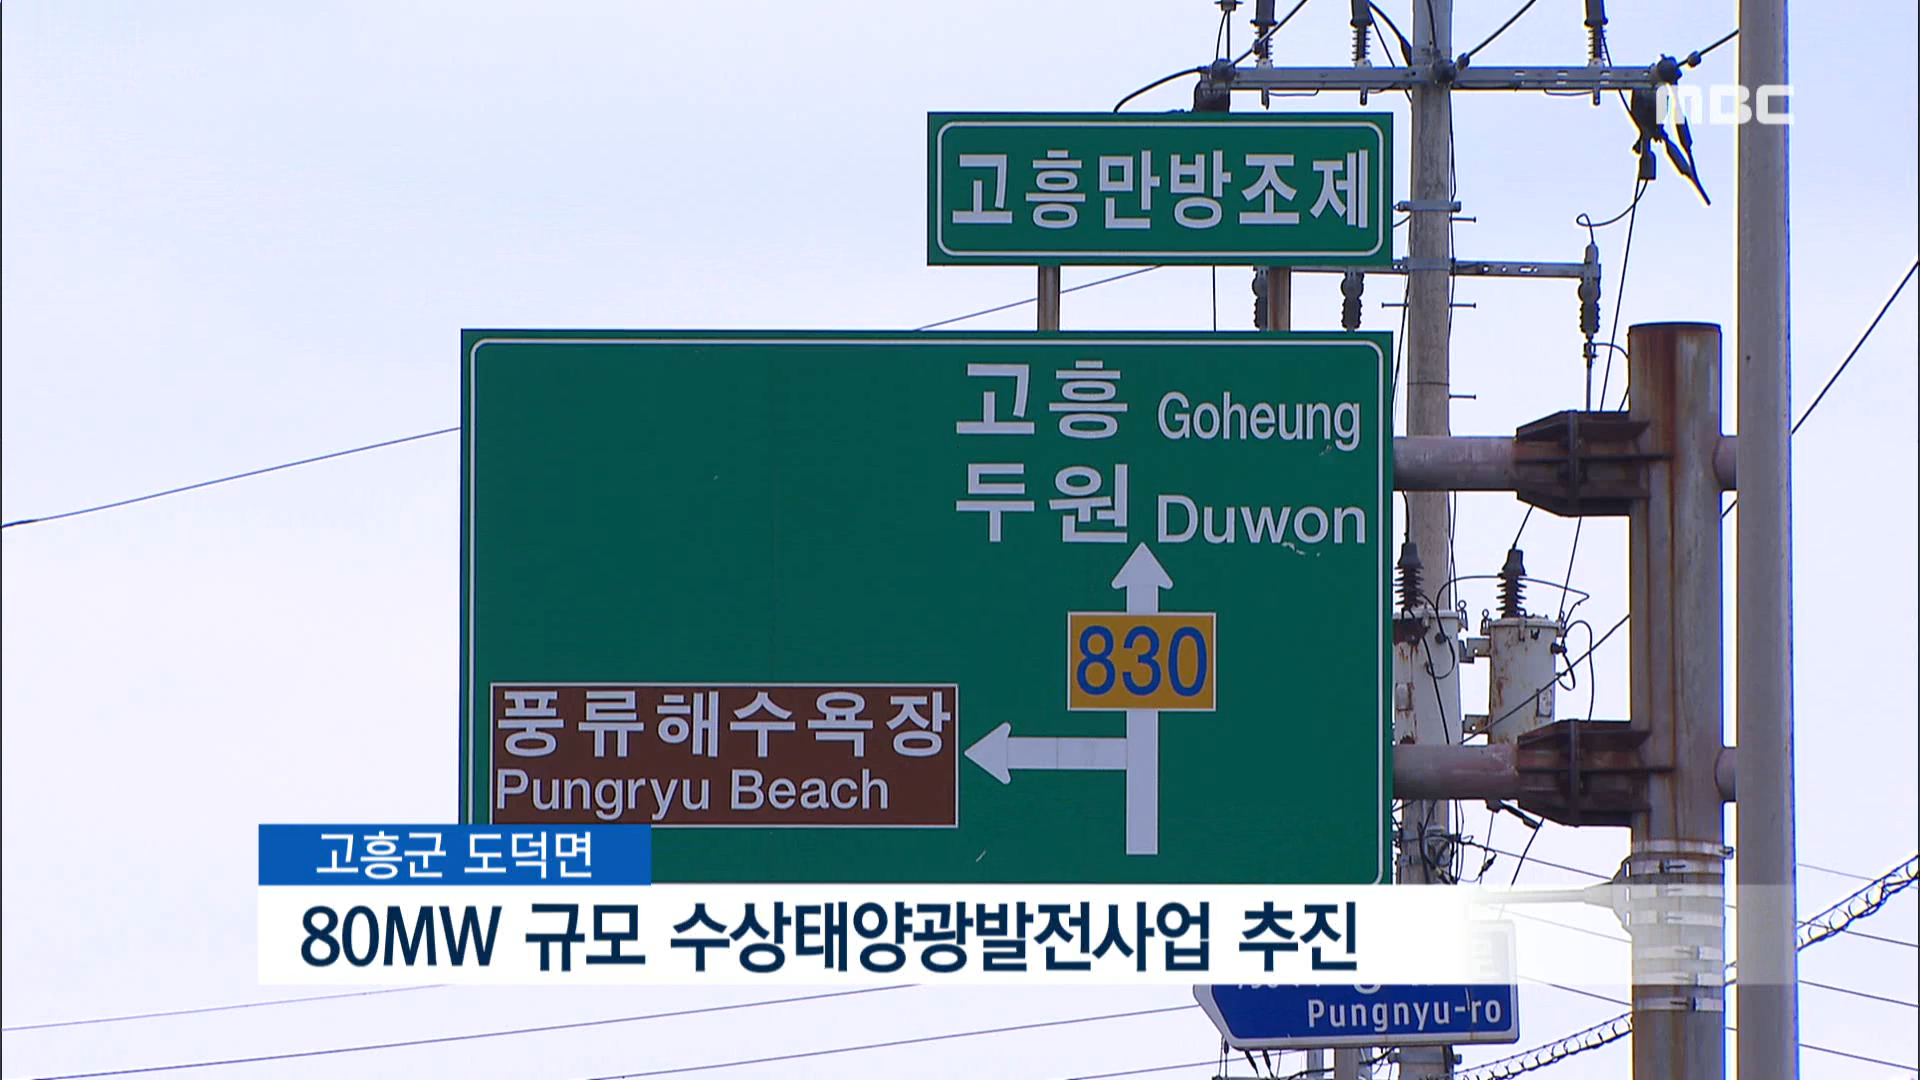 MBC
고흥만방조제
고흥 Goheung
두원 Duwon
830
풍류해수욕장
Pungryu Beach
고흥군 도덕면
80MW 규모 수상태양광발전사업 추진
Pungnyu-ro